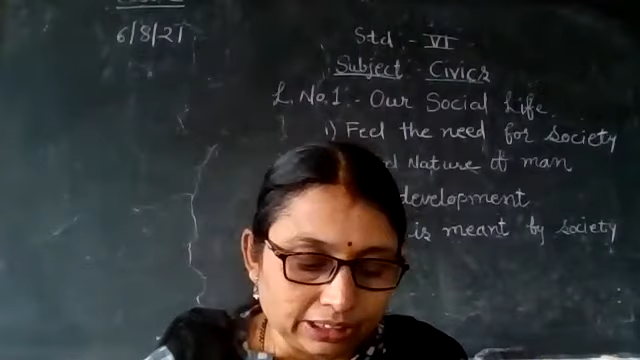 6/8/21
Std :- VI
Subject :- Civics
L. No.1 :- Our Social Life.
i) Feel the need for society
Nature of man
development
is meant by society